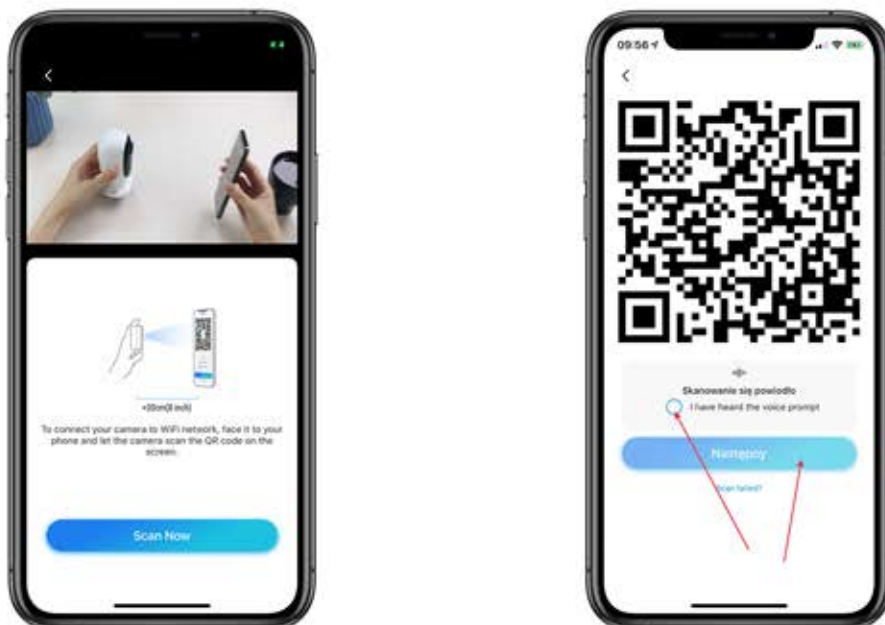 ≈20cm(8 inch)
To connect your camera to WiFi network, face it to your
phone and let the camera scan the QR code on the
screen.
Scan Now
09:56
Skanowanie się powiodło
I have heard the voice prompt
Następny
Scan failed?